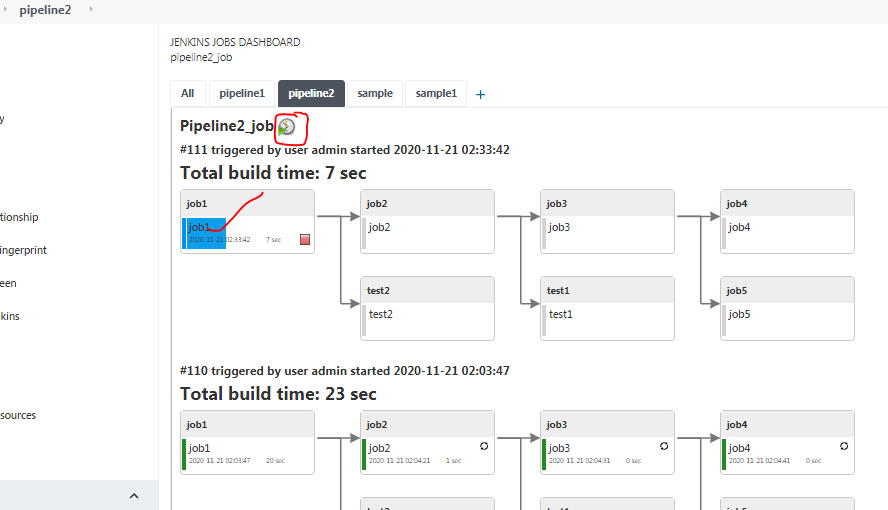 pipeline2
JENKINS JOBS DASHBOARD
pipeline2_job
All pipeline1 pipeline2 sample sample1 +
Pipeline2_job
#111 triggered by user admin started 2020-11-21 02:33:42
Total build time: 7 sec
job1 job2 job3 job4
job1 job2 job3 job4
2020-11-21 02:33:42 7 sec
test2 test1 job5
test2 test1 job5
#110 triggered by user admin started 2020-11-21 02:03:47
Total build time: 23 sec
job1 job2 job3 job4
job1 job2 job3 job4
2020-11-21 02:03:47 20 sec 2020-11-21 02:04:21 1 sec 2020-11-21 02:04:31 0 sec 2020-11-21 02:04:41 0 sec
y
tionship
ingerprint
een
kins
sources